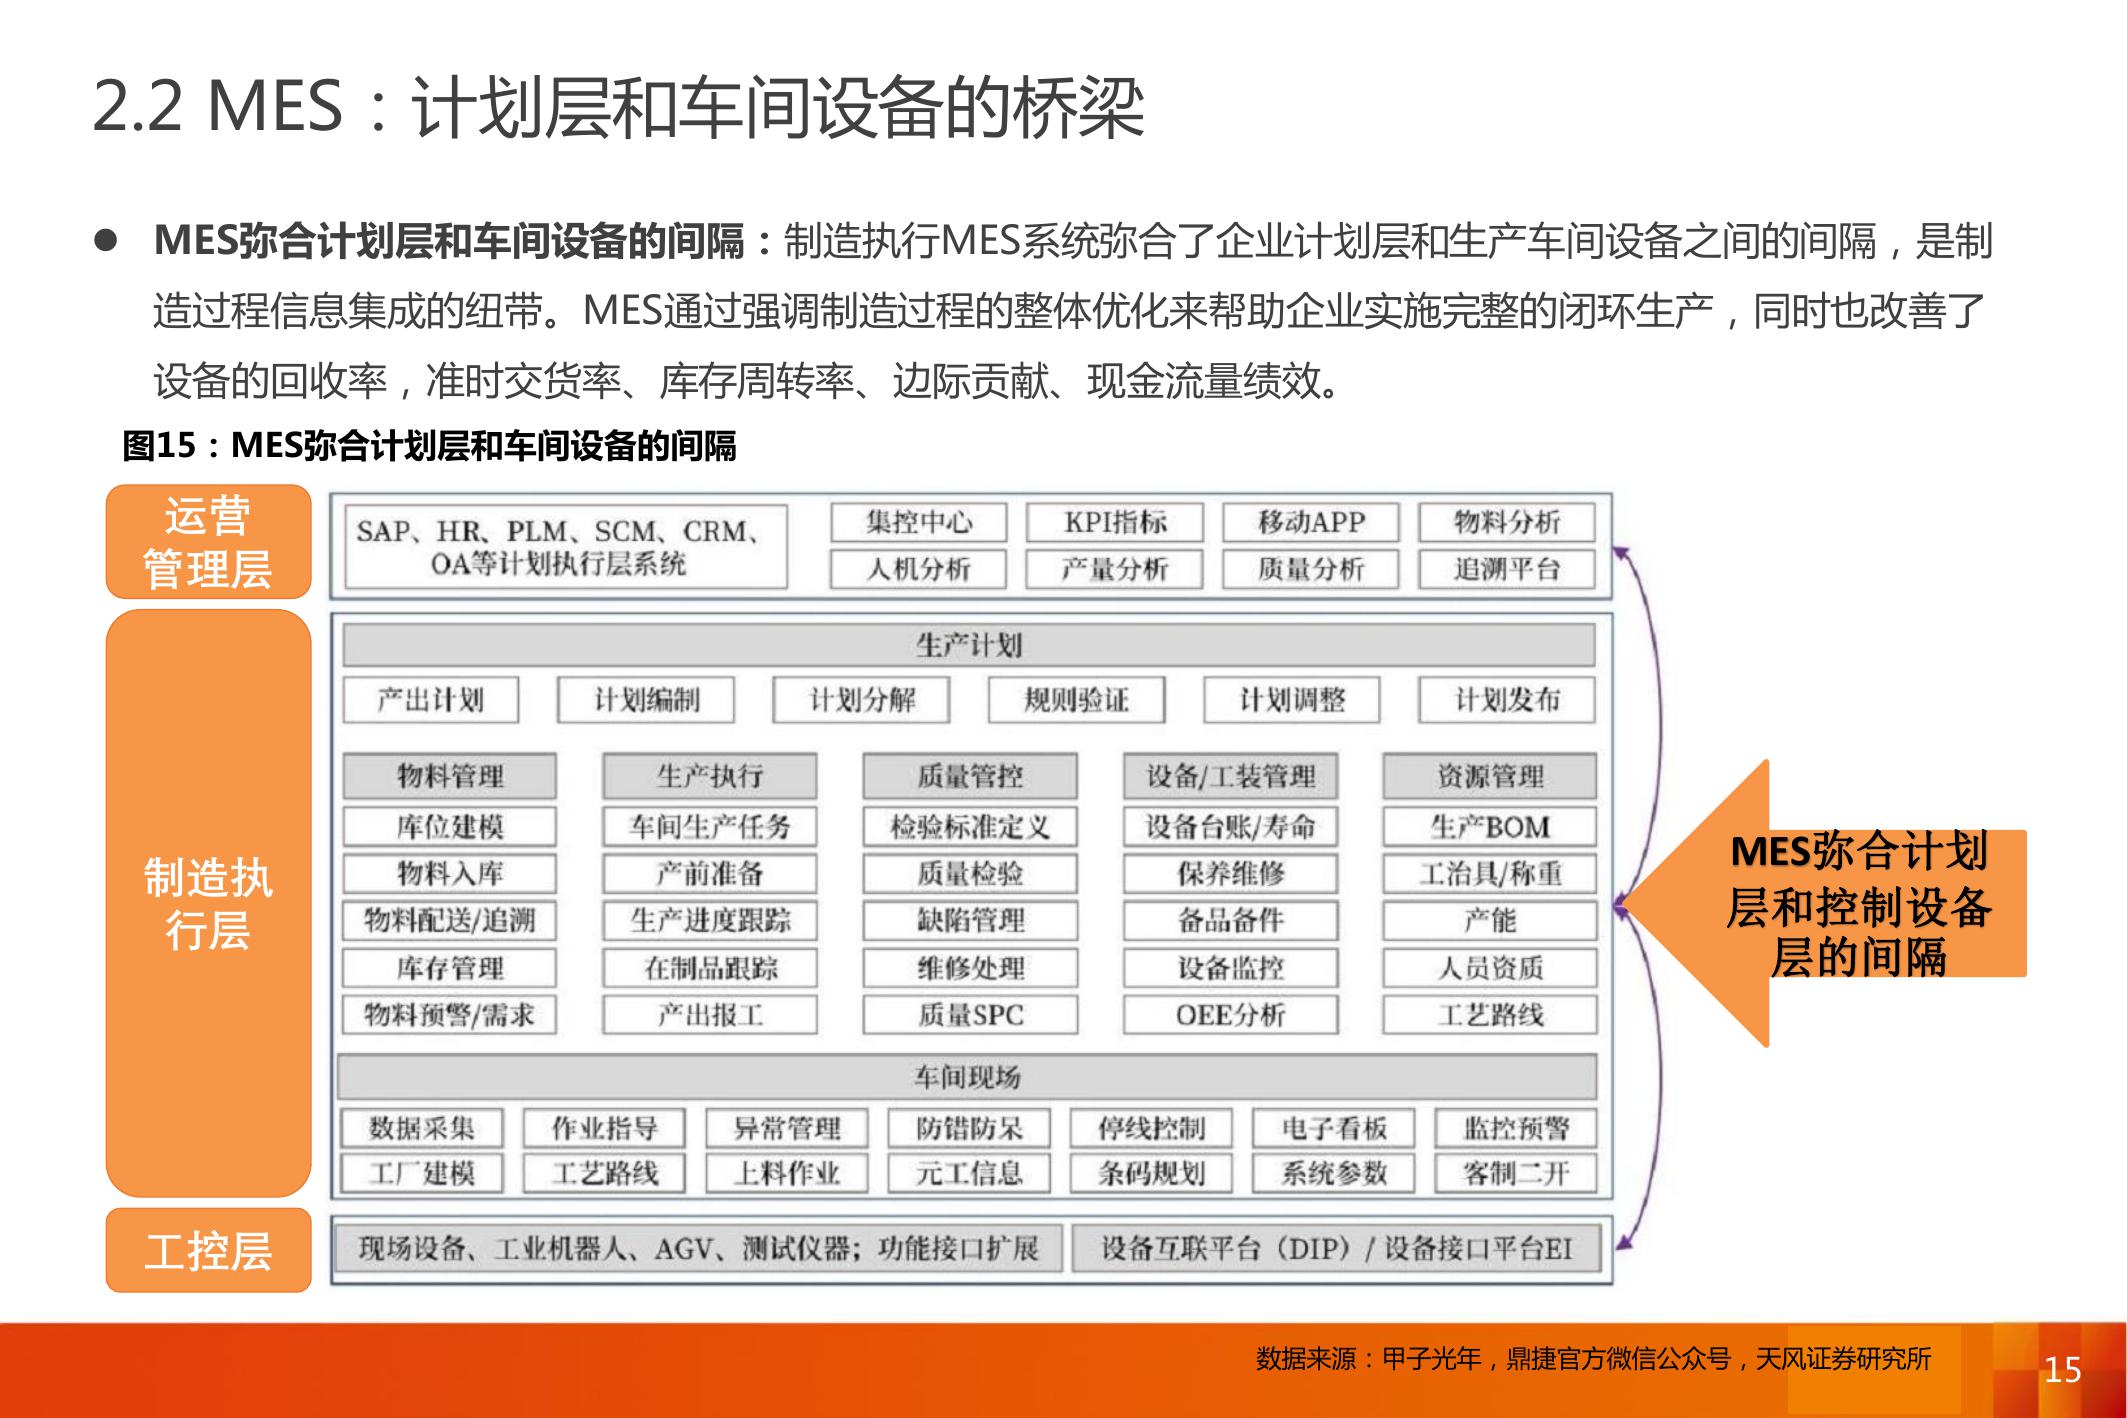 2.2 MES：计划层和车间设备的桥梁
● MES弥合计划层和车间设备的间隔：制造执行MES系统弥合了企业计划层和生产车间设备之间的间隔，是制
造过程信息集成的纽带。MES通过强调制造过程的整体优化来帮助企业实施完整的闭环生产，同时也改善了
设备的回收率，准时交货率、库存周转率、边际贡献、现金流量绩效。
图15：MES弥合计划层和车间设备的间隔
运营
管理层
SAP、HR、PLM、SCM、CRM、
OA等计划执行层系统
集控中心 KPI指标 移动APP 物料分析
人机分析 产量分析 质量分析 追溯平台
制造执
行层
生产计划
产出计划 计划编制 计划分解 规则验证 计划调整 计划发布
物料管理 生产执行 质量管控 设备/工装管理 资源管理
库位建模 车间生产任务 检验标准定义 设备台账/寿命 生产BOM
物料入库 产前准备 质量检验 保养维修 工治具/称重
物料配送/追溯 生产进度跟踪 缺陷管理 备品备件 产能
库存管理 在制品跟踪 维修处理 设备监控 人员资质
物料预警/需求 产出报工 质量SPC OEE分析 工艺路线
车间现场
数据采集 作业指导 异常管理 防错防呆 停线控制 电子看板 监控预警
工厂建模 工艺路线 上料作业 元工信息 条码规划 系统参数 客制二开
工控层
现场设备、工业机器人、AGV、测试仪器；功能接口扩展 设备互联平台（DIP）/ 设备接口平台EI
MES弥合计划
层和控制设备
层的间隔
数据来源：甲子光年，鼎捷官方微信公众号，天风证券研究所
15